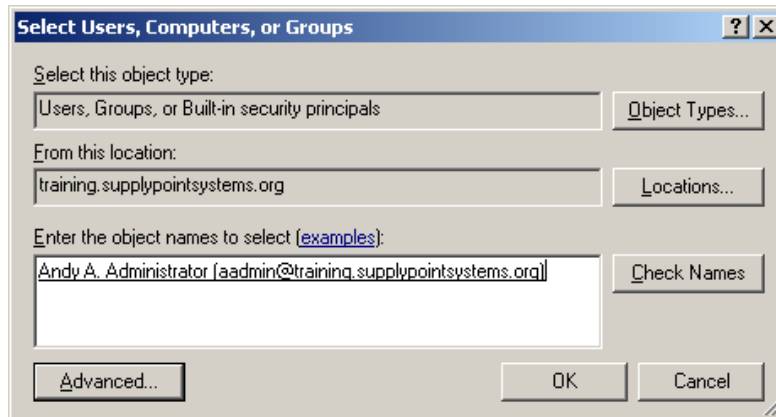 Select Users, Computers, or Groups
Select this object type:
Users, Groups, or Built-in security principals
Object Types...
From this location:
training.supplypointsystems.org
Locations...
Enter the object names to select (examples):
Andy A. Administrator (aadmin@training.supplypointsystems.org)
Check Names
Advanced...
OK
Cancel